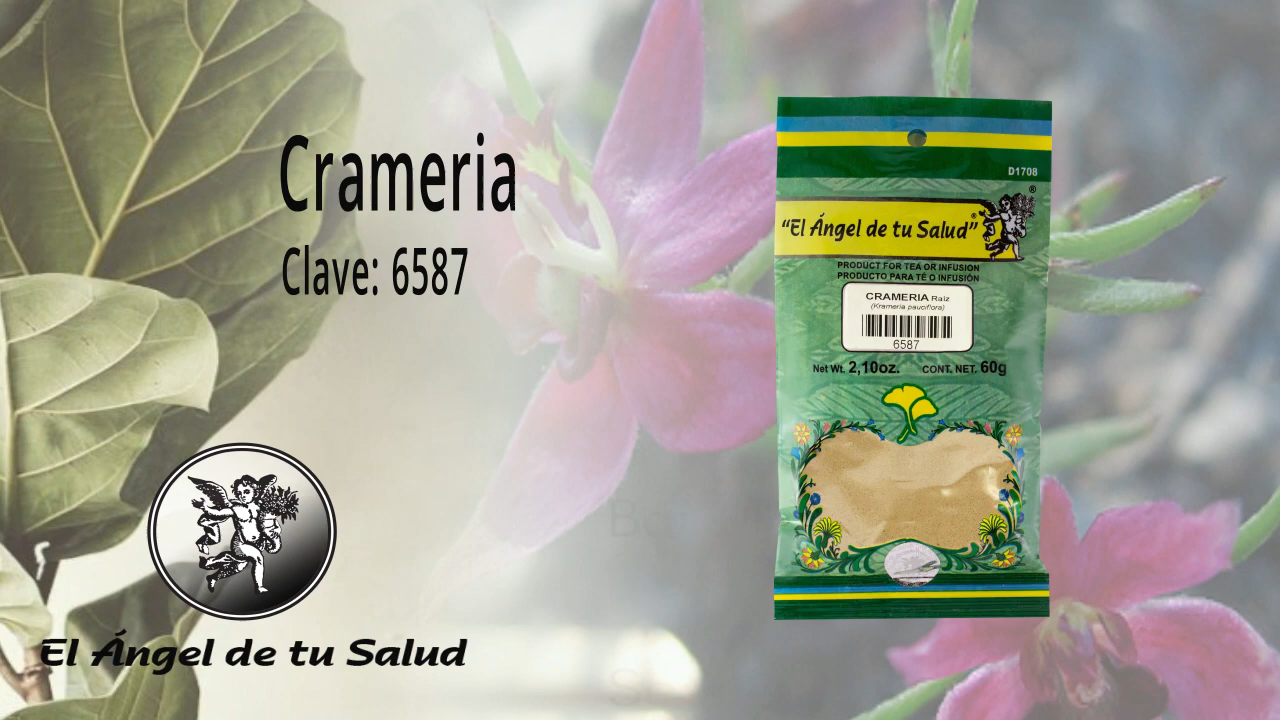 Crameria
Clave: 6587
El Ángel de tu Salud
D1708
®
“El Ángel de tu Salud”®
PRODUCT FOR TEA OR INFUSION
PRODUCTO PARA TÉ O INFUSIÓN
CRAMERIA Raíz
(Krameria pauciflora)
6587
Net Wt. 2,10oz. CONT. NET. 60g